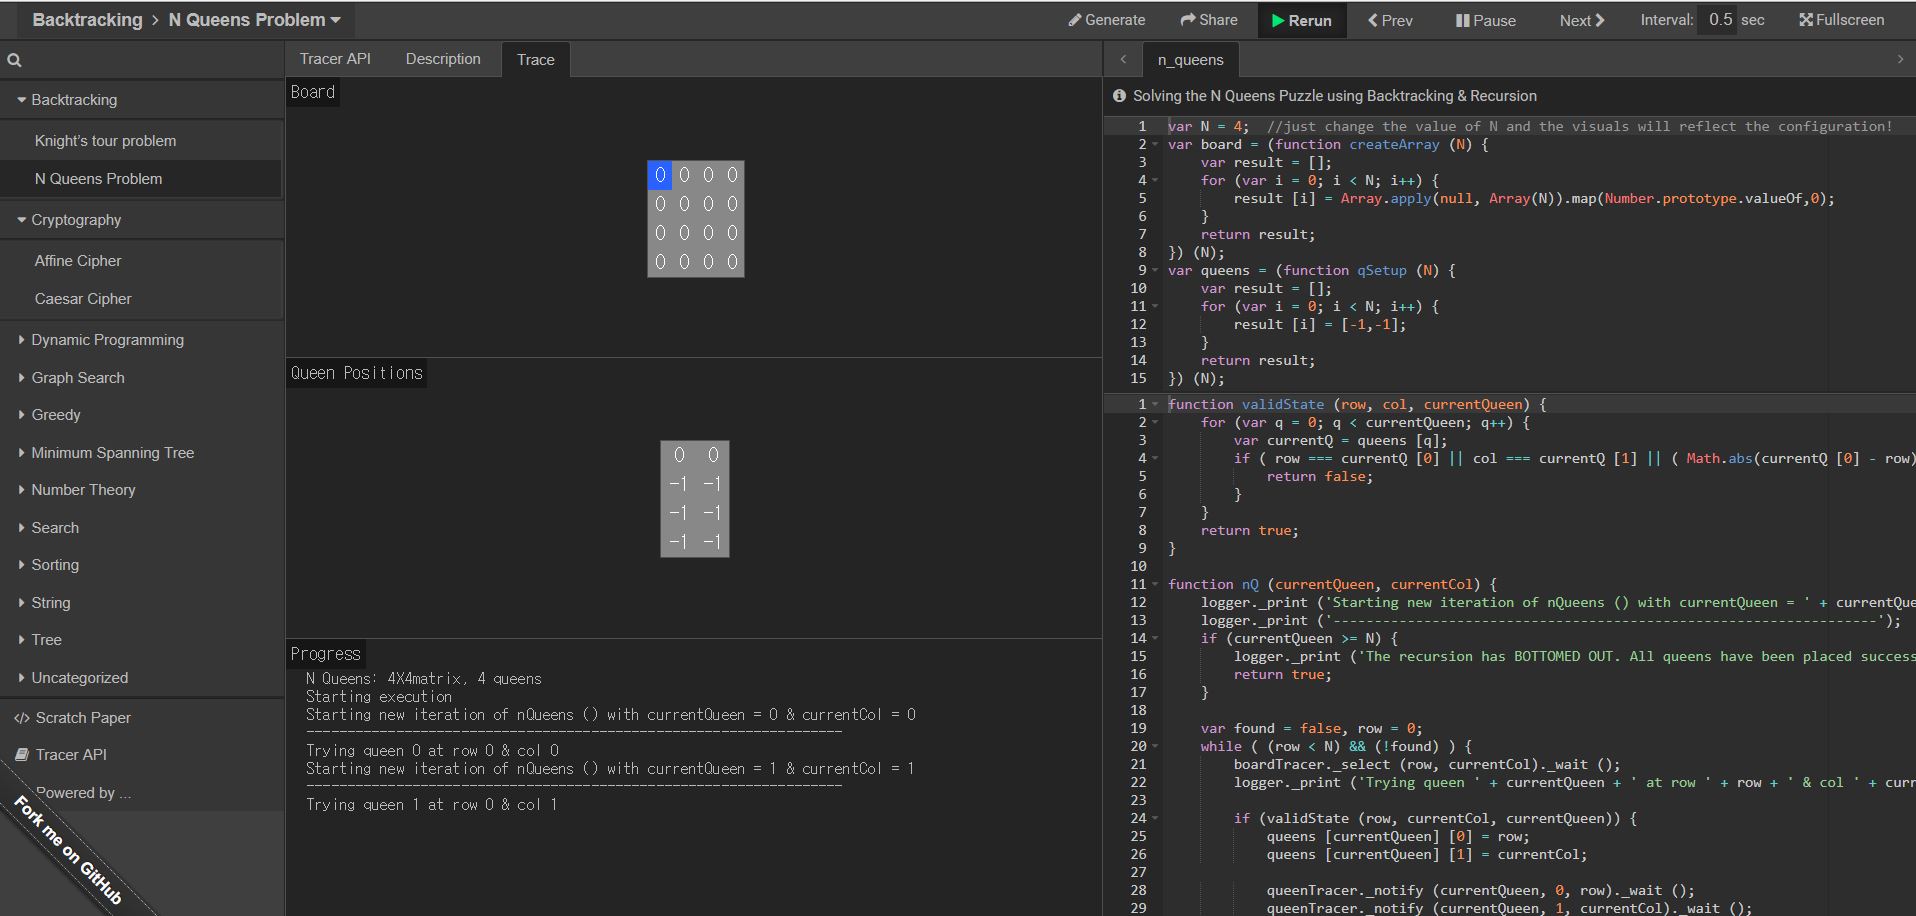 Backtracking > N Queens Problem
Generate Share Rerun Prev Pause Next Interval: 0.5 sec Fullscreen
Backtracking
Knight's tour problem
N Queens Problem
Cryptography
Affine Cipher
Caesar Cipher
Dynamic Programming
Graph Search
Greedy
Minimum Spanning Tree
Number Theory
Search
Sorting
String
Tree
Uncategorized
</> Scratch Paper
Tracer API
Powered by ...
Fork me on GitHub
Tracer API Description Trace
Board
0 0 0 0
0 0 0 0
0 0 0 0
0 0 0 0
Queen Positions
0 0
-1 -1
-1 -1
-1 -1
Progress
N Queens: 4X4matrix, 4 queens
Starting execution
Starting new iteration of nQueens () with currentQueen = 0 & currentCol = 0
------------------------------------------------------------------
Trying queen 0 at row 0 & col 0
Starting new iteration of nQueens () with currentQueen = 1 & currentCol = 1
------------------------------------------------------------------
Trying queen 1 at row 0 & col 1
n_queens
Solving the N Queens Puzzle using Backtracking & Recursion
1 var N = 4;  //just change the value of N and the visuals will reflect the configuration!
2 var board = (function createArray (N) {
3     var result = [];
4     for (var i = 0; i < N; i++) {
5         result [i] = Array.apply(null, Array(N)).map(Number.prototype.valueOf,0);
6     }
7     return result;
8 }) (N);
9 var queens = (function qSetup (N) {
10     var result = [];
11     for (var i = 0; i < N; i++) {
12         result [i] = [-1,-1];
13     }
14     return result;
15 }) (N);
1 function validState (row, col, currentQueen) {
2     for (var q = 0; q < currentQueen; q++) {
3         var currentQ = queens [q];
4         if ( row === currentQ [0] || col === currentQ [1] || ( Math.abs(currentQ [0] - row)
5             return false;
6         }
7     }
8     return true;
9 }
10
11 function nQ (currentQueen, currentCol) {
12     logger._print ('Starting new iteration of nQueens () with currentQueen = ' + currentQue
13     logger._print ('------------------------------------------------------------------');
14     if (currentQueen >= N) {
15         logger._print ('The recursion has BOTTOMED OUT. All queens have been placed success
16         return true;
17     }
18
19     var found = false, row = 0;
20     while ( (row < N) && (!found) ) {
21         boardTracer._select (row, currentCol)._wait ();
22         logger._print ('Trying queen ' + currentQueen + ' at row ' + row + ' & col ' + curr
23
24         if (validState (row, currentCol, currentQueen)) {
25             queens [currentQueen] [0] = row;
26             queens [currentQueen] [1] = currentCol;
27
28             queenTracer._notify (currentQueen, 0, row)._wait ();
29             queenTracer._notify (currentQueen, 1, currentCol)._wait ();